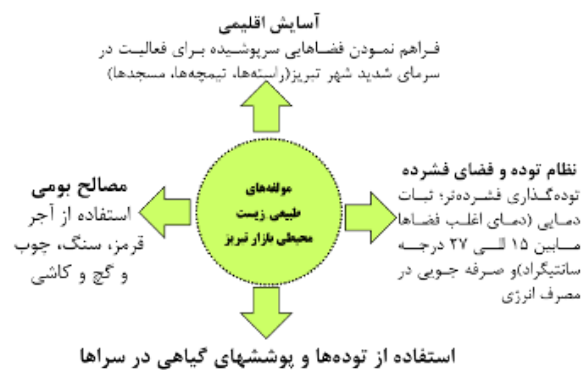 آسایش اقلیمی
فراهم نمودن فضاهایی سرپوشیده برای فعالیت در
سرمای شدید شهر تبریز(راسته‌ها، تیمچه‌ها، مسجدها)
نظام توده و فضای فشرده
توده‌گذاری فشرده‌تر؛ ثبات
دمایی (دمای اغلب فضاها
مابین ۱۵ الی ۲۷ درجه
سانتیگراد)و صرفه جویی در
مصرف انرژی
مولفه‌های
طبیعی زیست
محیطی بازار تبریز
مصالح بومی
استفاده از آجر
قرمز، سنگ، چوب
و گچ و کاشی
استفاده از توده‌ها و پوششهای گیاهی در سراها